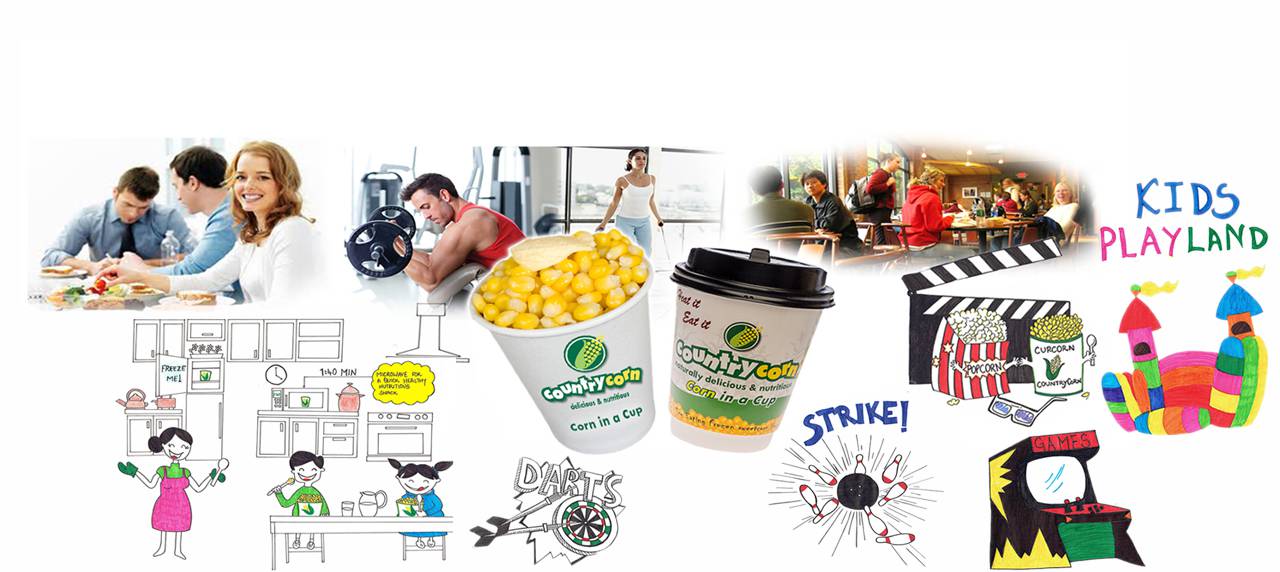 KIDS
PLAYLAND
FREEZE
ME!
1:40 MIN
MICROWAVE FOR
A QUICK HEALTHY
NUTRITIOUS
SNACK
Countrycorn
delicious & nutritious
Corn in a Cup
Heat it
Eat it
Countrycorn
naturally delicious & nutritious
Corn in a Cup
POPCORN
CURCORN
COUNTRYCORN
STRIKE!
DARTS
GAMES